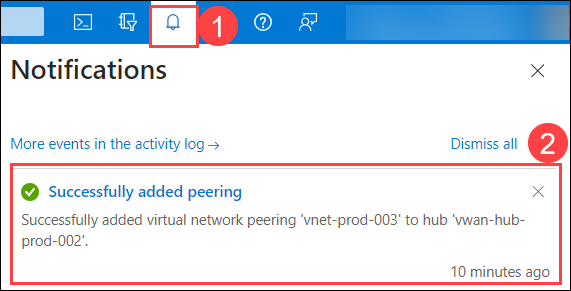 1
Notifications
More events in the activity log→
Dismiss all
2
Successfully added peering
Successfully added virtual network peering 'vnet-prod-003' to hub 'vwan-hub-
prod-002'.
10 minutes ago